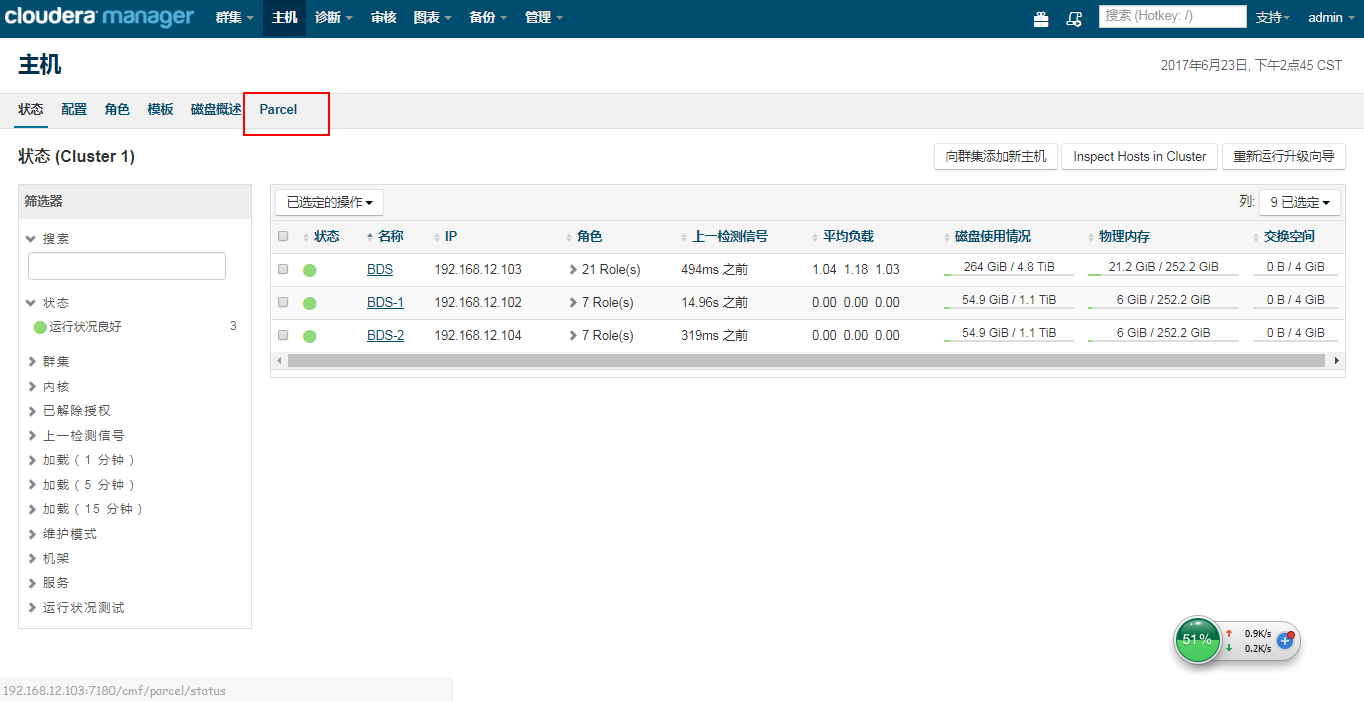 cloudera manager 群集 主机 诊断 审核 图表 备份 管理 搜索 (Hotkey: /) 支持 admin
主机
2017年6月23日, 下午2点45 CST
状态 配置 角色 模板 磁盘概述 Parcel
状态 (Cluster 1)
向群集添加新主机 Inspect Hosts in Cluster 重新运行升级向导
筛选器
搜索
状态
运行状况良好 3
群集
内核
已解除授权
上一检测信号
加载 ( 1 分钟 )
加载 ( 5 分钟 )
加载 ( 15 分钟 )
维护模式
机架
服务
运行状况测试
已选定的操作 列: 9 已选定
状态 名称 IP 角色 上一检测信号 平均负载 磁盘使用情况 物理内存 交换空间
BDS 192.168.12.103 21 Role(s) 494ms 之前 1.04 1.18 1.03 264 GiB / 4.8 TiB 21.2 GiB / 252.2 GiB 0 B / 4 GiB
BDS-1 192.168.12.102 7 Role(s) 14.96s 之前 0.00 0.00 0.00 54.9 GiB / 1.1 TiB 6 GiB / 252.2 GiB 0 B / 4 GiB
BDS-2 192.168.12.104 7 Role(s) 319ms 之前 0.00 0.00 0.00 54.9 GiB / 1.1 TiB 6 GiB / 252.2 GiB 0 B / 4 GiB
51%
0.9K/s
0.2K/s
192.168.12.103:7180/cmf/parcel/status